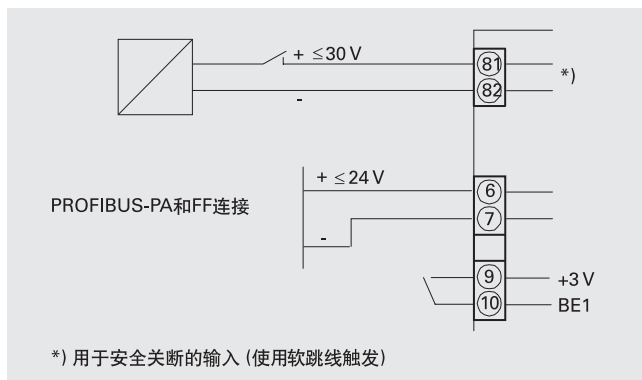 + ≤30 V
81
*)
82
-
+ ≤24 V
6
PROFIBUS-PA和FF连接
7
-
9
+3 V
10
BE1
*) 用于安全关断的输入 (使用软跳线触发)